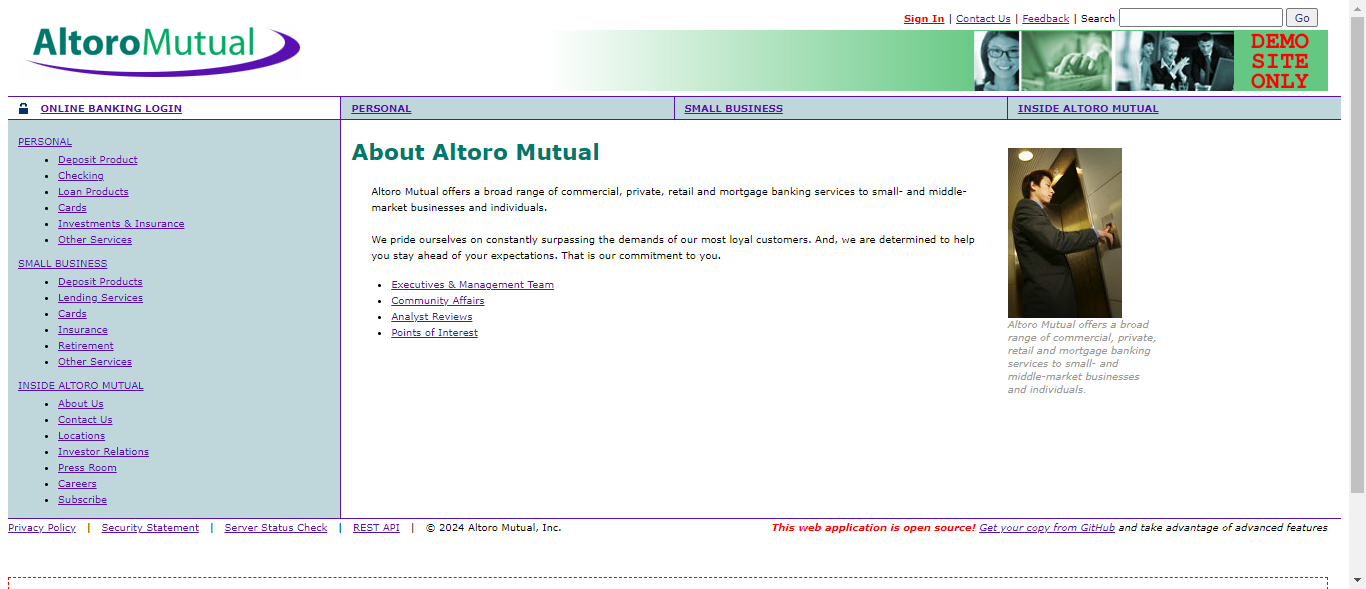 AltoroMutual
Sign In | Contact Us | Feedback | Search Go
DEMO
SITE
ONLY
ONLINE BANKING LOGIN
PERSONAL
SMALL BUSINESS
INSIDE ALTORO MUTUAL
PERSONAL
Deposit Product
Checking
Loan Products
Cards
Investments & Insurance
Other Services
SMALL BUSINESS
Deposit Products
Lending Services
Cards
Insurance
Retirement
Other Services
INSIDE ALTORO MUTUAL
About Us
Contact Us
Locations
Investor Relations
Press Room
Careers
Subscribe
About Altoro Mutual
Altoro Mutual offers a broad range of commercial, private, retail and mortgage banking services to small- and middle-
market businesses and individuals.
We pride ourselves on constantly surpassing the demands of our most loyal customers. And, we are determined to help
you stay ahead of your expectations. That is our commitment to you.
Executives & Management Team
Community Affairs
Analyst Reviews
Points of Interest
Altoro Mutual offers a broad
range of commercial, private,
retail and mortgage banking
services to small- and
middle-market businesses
and individuals.
Privacy Policy | Security Statement | Server Status Check | REST API | © 2024 Altoro Mutual, Inc.
This web application is open source! Get your copy from GitHub and take advantage of advanced features